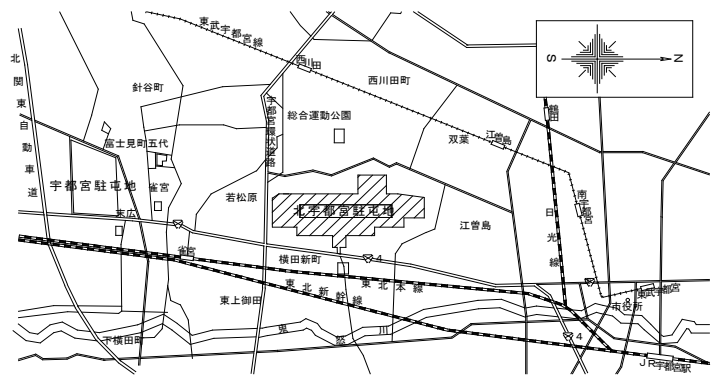 東武宇都宮線
北関東自動車道
針谷町
西川田
西川田町
S
N
鶴田
宇都宮環状道路
総合運動公園
双葉
江曽島
富士見町五代
宇都宮駐屯地
雀宮
若松原
末広
北宇都宮駐屯地
江曽島
日光線
南宇都宮
雀宮
横田新町
4
東上御田
東北新幹線
東北本線
東武宇都宮
市役所
鬼怒川
下横田町
4
JR宇都宮駅